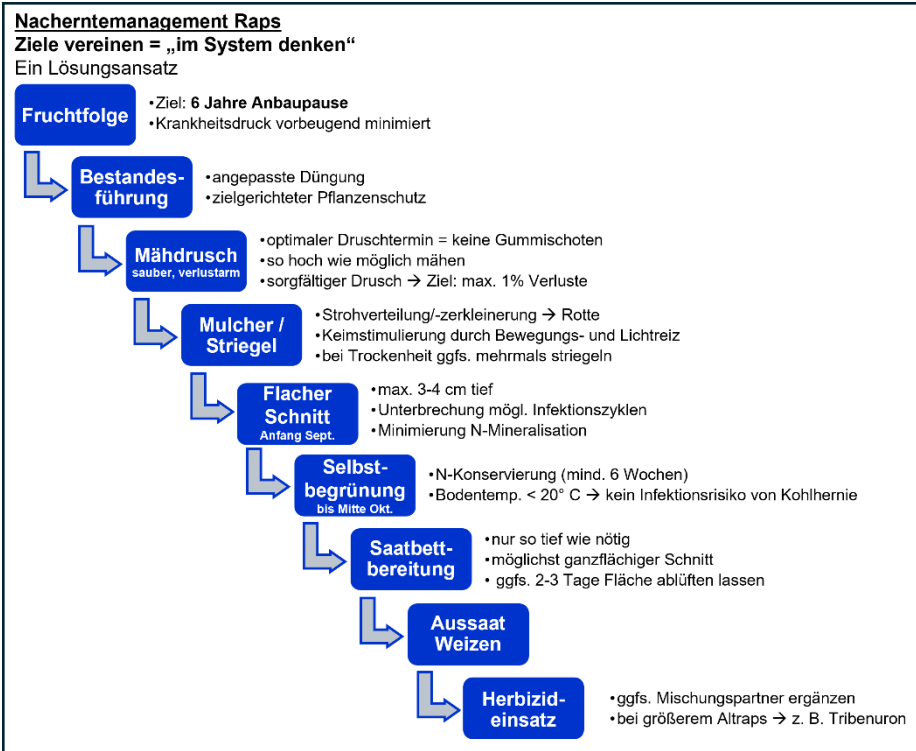 Nacherntemanagement Raps
Ziele vereinen = „im System denken“
Ein Lösungsansatz
Fruchtfolge
•Ziel: 6 Jahre Anbaupause
•Krankheitsdruck vorbeugend minimiert
Bestandes-
führung
•angepasste Düngung
•zielgerichteter Pflanzenschutz
Mähdrusch
sauber, verlustarm
•optimaler Druschtermin = keine Gummischoten
•so hoch wie möglich mähen
•sorgfältiger Drusch → Ziel: max. 1% Verluste
Mulcher /
Striegel
•Strohverteilung/-zerkleinerung → Rotte
•Keimstimulierung durch Bewegungs- und Lichtreiz
•bei Trockenheit ggfs. mehrmals striegeln
Flacher
Schnitt
Anfang Sept.
•max. 3-4 cm tief
•Unterbrechung mögl. Infektionszyklen
•Minimierung N-Mineralisation
Selbst-
begrünung
bis Mitte Okt.
•N-Konservierung (mind. 6 Wochen)
•Bodentemp. < 20° C → kein Infektionsrisiko von Kohlhernie
Saatbett-
bereitung
•nur so tief wie nötig
•möglichst ganzflächiger Schnitt
• ggfs. 2-3 Tage Fläche ablüften lassen
Aussaat
Weizen
Herbizid-
einsatz
•ggfs. Mischungspartner ergänzen
•bei größerem Altraps → z. B. Tribenuron